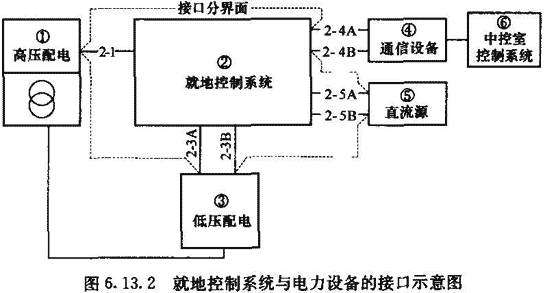 接口分界面
①
高压配电
2-1
②
就地控制系统
2-4A
2-4B
④
通信设备
⑥
中控室
控制系统
2-5A
2-5B
⑤
直流源
2-3A
2-3B
③
低压配电
图 6.13.2 就地控制系统与电力设备的接口示意图